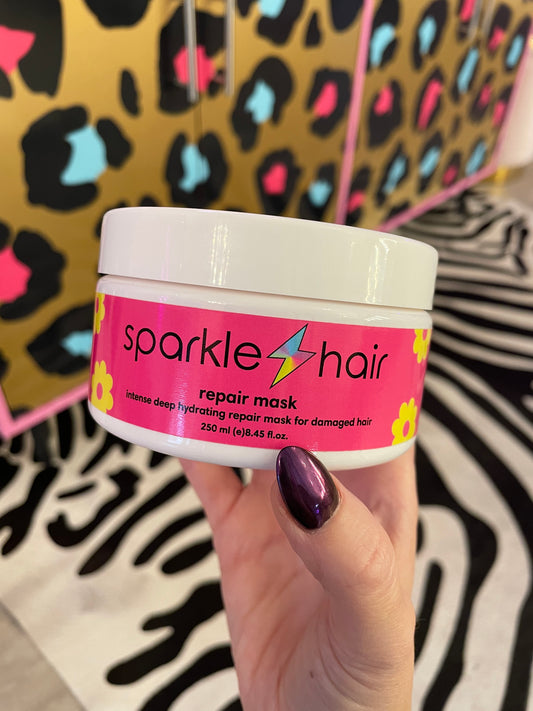 sparkle hair
repair mask
intense deep hydrating repair mask for damaged hair
250 ml (e)8.45 fl.oz.